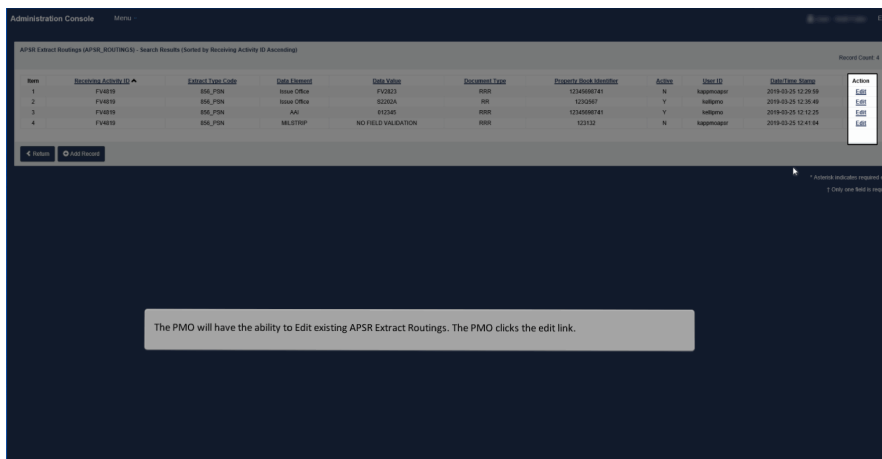 Administration Console Menu
APSR Extract Routings (APSR_ROUTINGS) - Search Results (Sorted by Receiving Activity ID Ascending)
Record Count: 4
Item Receiving Activity ID Extract Type Code Data Element Data Value Document Type Property Book Identifier Active User ID Date/Time Stamp Action
1 FV4819 856_PSN Issue Office FV2823 RRR 12345698741 N kappmoapsr 2019-03-25 12:29:59 Edit
2 FV4819 856_PSN Issue Office S2202A RR 123Q567 Y kellipmo 2019-03-25 12:35:49 Edit
3 FV4819 856_PSN AAI 012345 RRR 12345698741 Y kellipmo 2019-03-25 12:12:25 Edit
4 FV4819 856_PSN MILSTRIP NO FIELD VALIDATION RRR 123132 N kappmoapsr 2019-03-25 12:41:04 Edit
Return Add Record
* Asterisk indicates required
† Only one field is
The PMO will have the ability to Edit existing APSR Extract Routings. The PMO clicks the edit link.